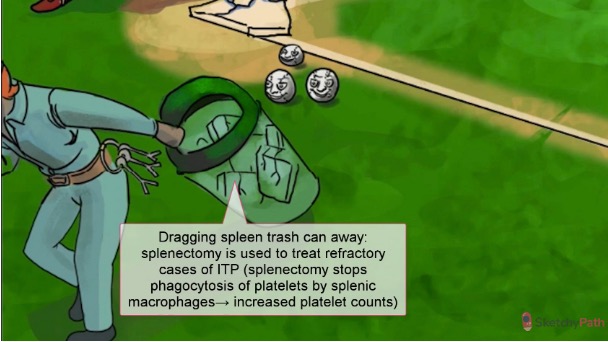 Dragging spleen trash can away:
splenectomy is used to treat refractory
cases of ITP (splenectomy stops
phagocytosis of platelets by splenic
macrophages→ increased platelet counts)
SketchyPath